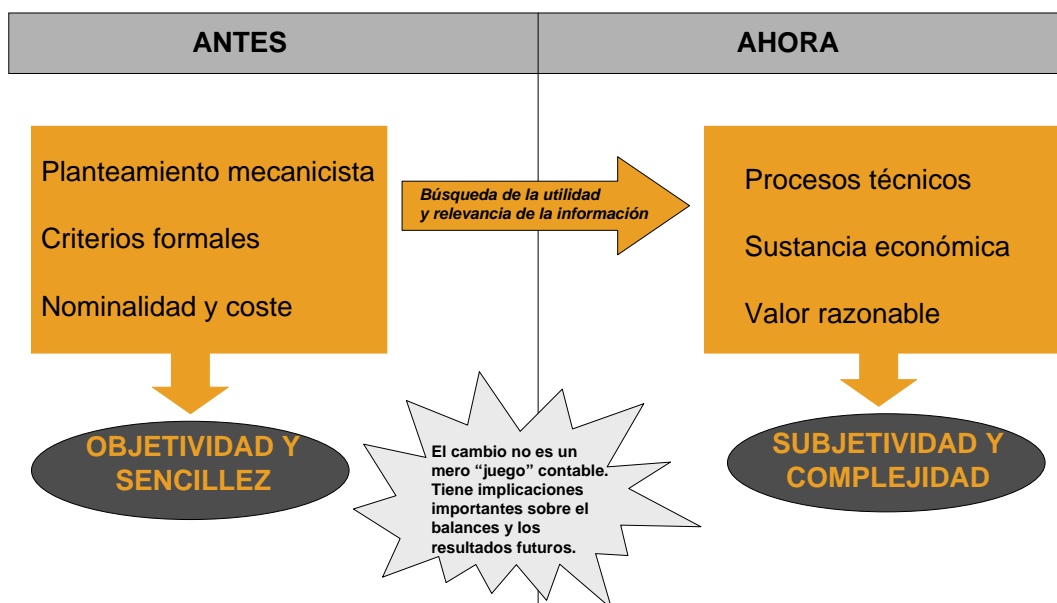 ANTES
AHORA
Planteamiento mecanicista
Criterios formales
Nominalidad y coste
Búsqueda de la utilidad
y relevancia de la información
Procesos técnicos
Sustancia económica
Valor razonable
OBJETIVIDAD Y
SENCILLEZ
El cambio no es un
mero “juego” contable.
Tiene implicaciones
importantes sobre el
balances y los
resultados futuros.
SUBJETIVIDAD Y
COMPLEJIDAD